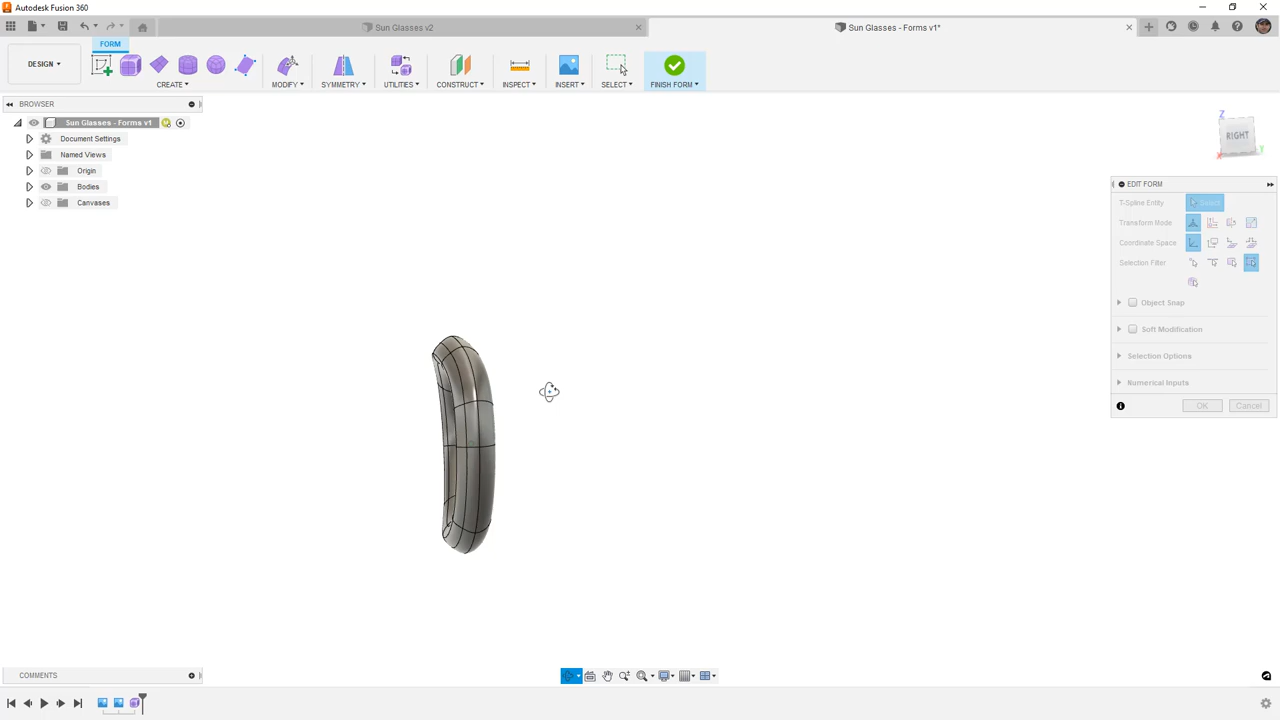 Autodesk Fusion 360
Sun Glasses v2
Sun Glasses - Forms v1*
FORM
DESIGN
CREATE
MODIFY
SYMMETRY
UTILITIES
CONSTRUCT
INSPECT
INSERT
SELECT
FINISH FORM
BROWSER
Sun Glasses - Forms v1
Document Settings
Named Views
Origin
Bodies
Canvases
Z
RIGHT
X
Y
EDIT FORM
T-Spline Entity
Select
Transform Mode
Coordinate Space
Selection Filter
Object Snap
Soft Modification
Selection Options
Numerical Inputs
OK
Cancel
COMMENTS